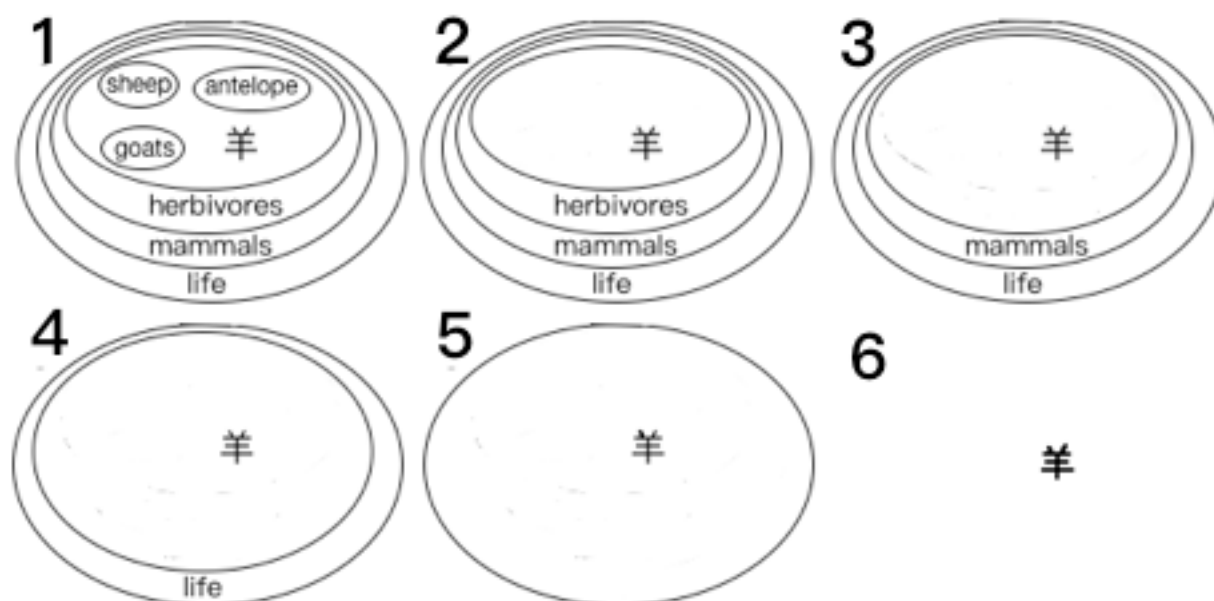 1
sheep antelope
goats 羊
herbivores
mammals
life
2
羊
herbivores
mammals
life
3
羊
mammals
life
4
羊
life
5
羊
6
羊